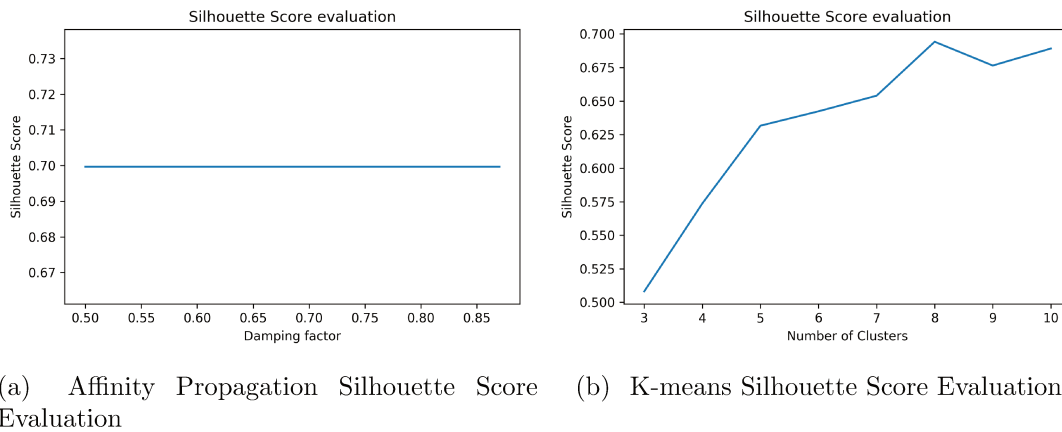 Silhouette Score evaluation
0.73
0.72
0.71
0.70
0.69
0.68
0.67
Silhouette Score
0.50 0.55 0.60 0.65 0.70 0.75 0.80 0.85
Damping factor
Silhouette Score evaluation
0.700
0.675
0.650
0.625
0.600
0.575
0.550
0.525
0.500
Silhouette Score
3 4 5 6 7 8 9 10
Number of Clusters
(a) Affinity Propagation Silhouette Score
Evaluation
(b) K-means Silhouette Score Evaluation